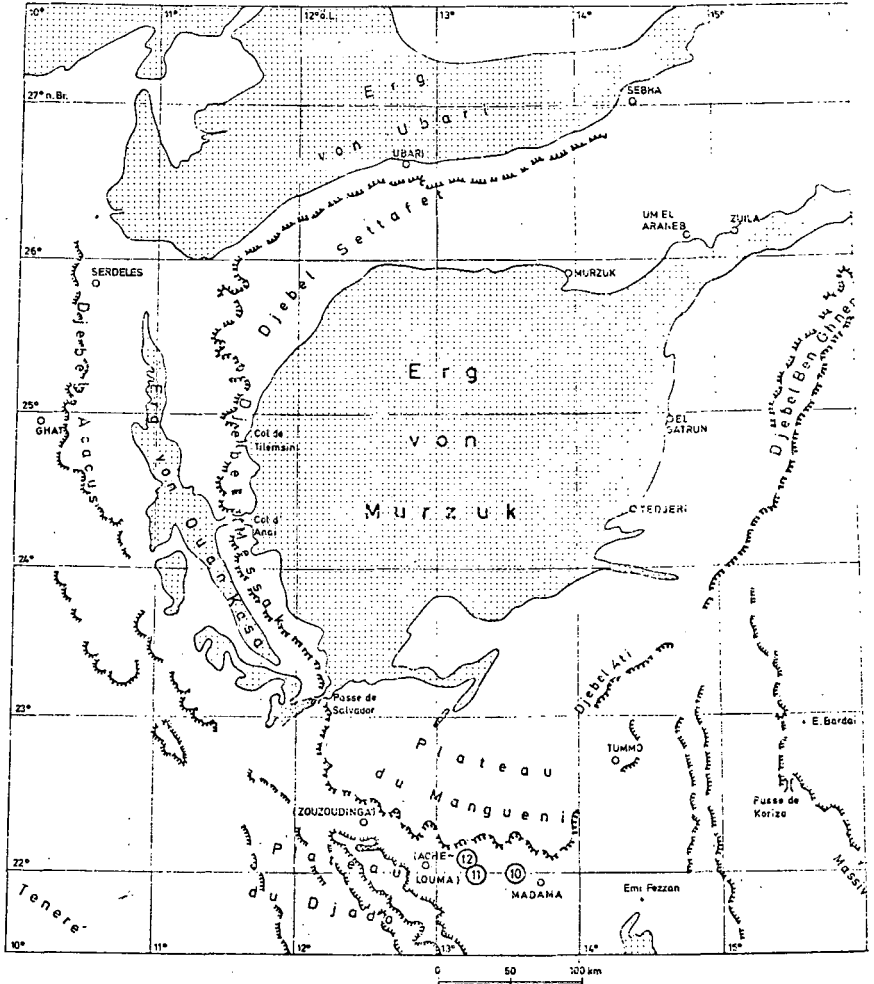 10°
11°
12° ö.L.
13°
14°
15°
27° n.Br.
Erg
von Ubari
SEBHA
UBARI
UM EL
ARANEB
ZUILA
26°
SERDELES
Djebel Settafet
MURZUK
Djebel Acacus
Erg von Ouan Kasa
Djebel Messak
Erg
von
Murzuk
Djebel Ben Ghnen
25°
GHAT
Col de
Tilemsin
EL
GATRUN
Col d'
Anai
TEDJERI
24°
Djebel Ati
23°
Passe de
Salvador
E. Bardai
Plateau
du Mangueni
TUMMO
Passe de
Koriza
(ZOUZOUDINGA)
Plateau
du Djado
(ACHE-
LOUMA)
12
11
10
MADAMA
22°
Emi Fezzan
Massiv
Tenere-
10°
11°
12°
13°
14°
15°
0 50 100 km